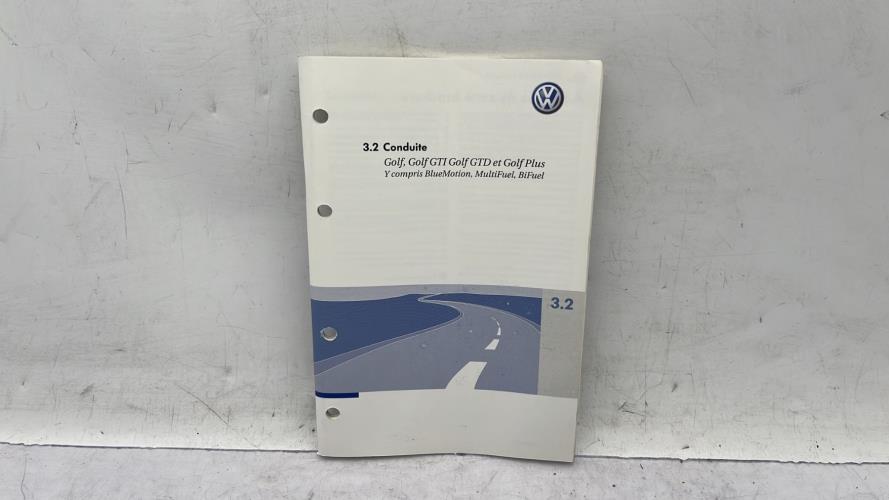 3.2 Conduite
Golf, Golf GTI Golf GTD et Golf Plus
Y compris BlueMotion, MultiFuel, BiFuel
3.2